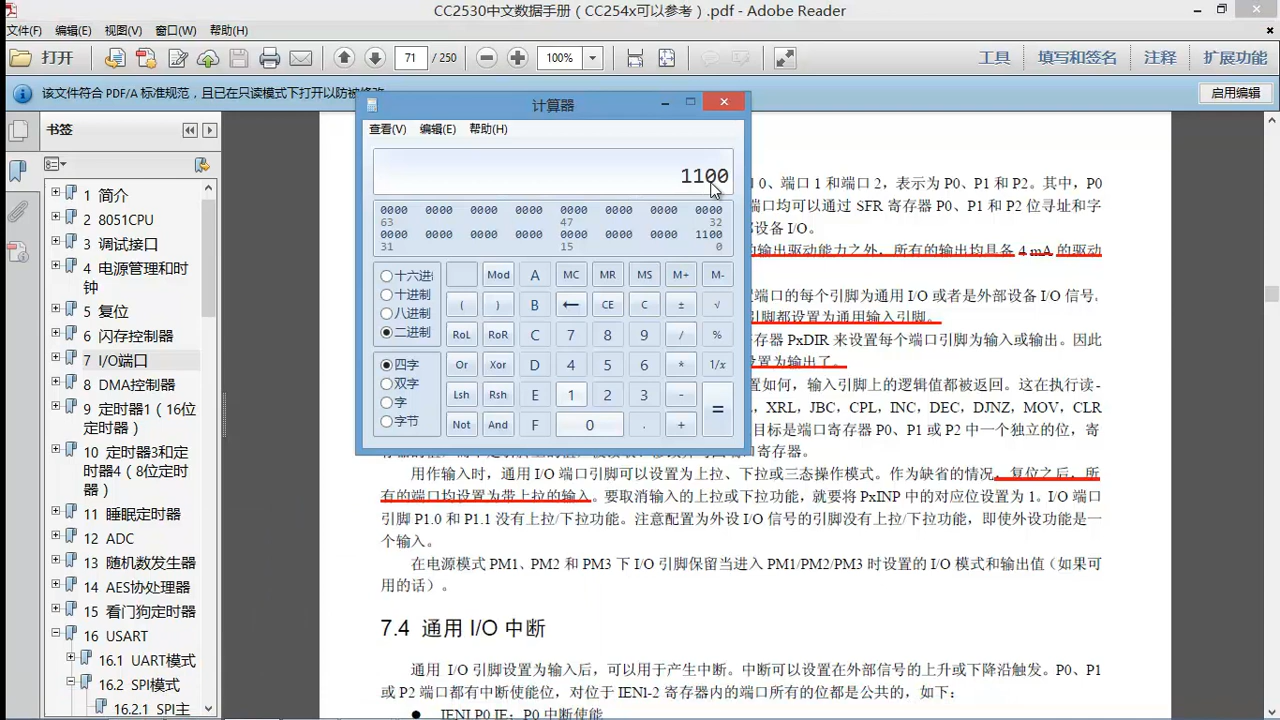 CC2530中文数据手册（CC254x可以参考）.pdf - Adobe Reader
文件(F) 编辑(E) 视图(V) 窗口(W) 帮助(H)
打开 71 / 250 100% 工具 填写和签名 注释 扩展功能
该文件符合 PDF/A 标准规范，且已在只读模式下打开以防被修改。 启用编辑
书签
1 简介
2 8051CPU
3 调试接口
4 电源管理和时
钟
5 复位
6 闪存控制器
7 I/O端口
8 DMA控制器
9 定时器1（16位
定时器）
10 定时器3和定
时器4（8位定时
器）
11 睡眠定时器
12 ADC
13 随机数发生器
14 AES协处理器
15 看门狗定时器
16 USART
16.1 UART模式
16.2 SPI模式
16.2.1 SPI主
计算器
查看(V) 编辑(E) 帮助(H)
1100
0000 0000 0000 0000 0000 0000 0000 0000
63 47 32
0000 0000 0000 0000 0000 0000 0000 1100
31 15 0
十六进制
十进制
八进制
二进制
四字
双字
字
字节
Mod A MC MR MS M+ M-
( ) B ← CE C ± √
RoL RoR C 7 8 9 / %
Or Xor D 4 5 6 * 1/x
Lsh Rsh E 1 2 3 - =
Not And F 0 . +
0、端口 1 和端口 2，表示为 P0、P1 和 P2。其中，P0
端口均可以通过 SFR 寄存器 P0、P1 和 P2 位寻址和字
设备 I/O。
的输出驱动能力之外，所有的输出均具备 4 mA 的驱动
置端口的每个引脚为通用 I/O 或者是外部设备 I/O 信号.
引脚都设置为通用输入引脚。
存器 PxDIR 来设置每个端口引脚为输入或输出。因此
设置为输出了。
置如何，输入引脚上的逻辑值都被返回。这在执行读-
、XRL，JBC，CPL，INC，DEC，DJNZ，MOV，CLR
目标是端口寄存器 P0、P1 或 P2 中一个独立的位，寄
用作输入时，通用 I/O 端口引脚可以设置为上拉、下拉或三态操作模式。作为缺省的情况，复位之后，所
有的端口均设置为带上拉的输入。要取消输入的上拉或下拉功能，就要将 PxINP 中的对应位设置为 1。I/O 端口
引脚 P1.0 和 P1.1 没有上拉/下拉功能。注意配置为外设 I/O 信号的引脚没有上拉/下拉功能，即使外设功能是一
个输入。
在电源模式 PM1、PM2 和 PM3 下 I/O 引脚保留当进入 PM1/PM2/PM3 时设置的 I/O 模式和输出值（如果可
用的话）。
7.4 通用 I/O 中断
通用 I/O 引脚设置为输入后，可以用于产生中断。中断可以设置在外部信号的上升或下降沿触发。P0、P1
或 P2 端口都有中断使能位，对位于 IEN1-2 寄存器内的端口所有的位都是公共的，如下：
● IEN1.P0 IE：P0 中断使能